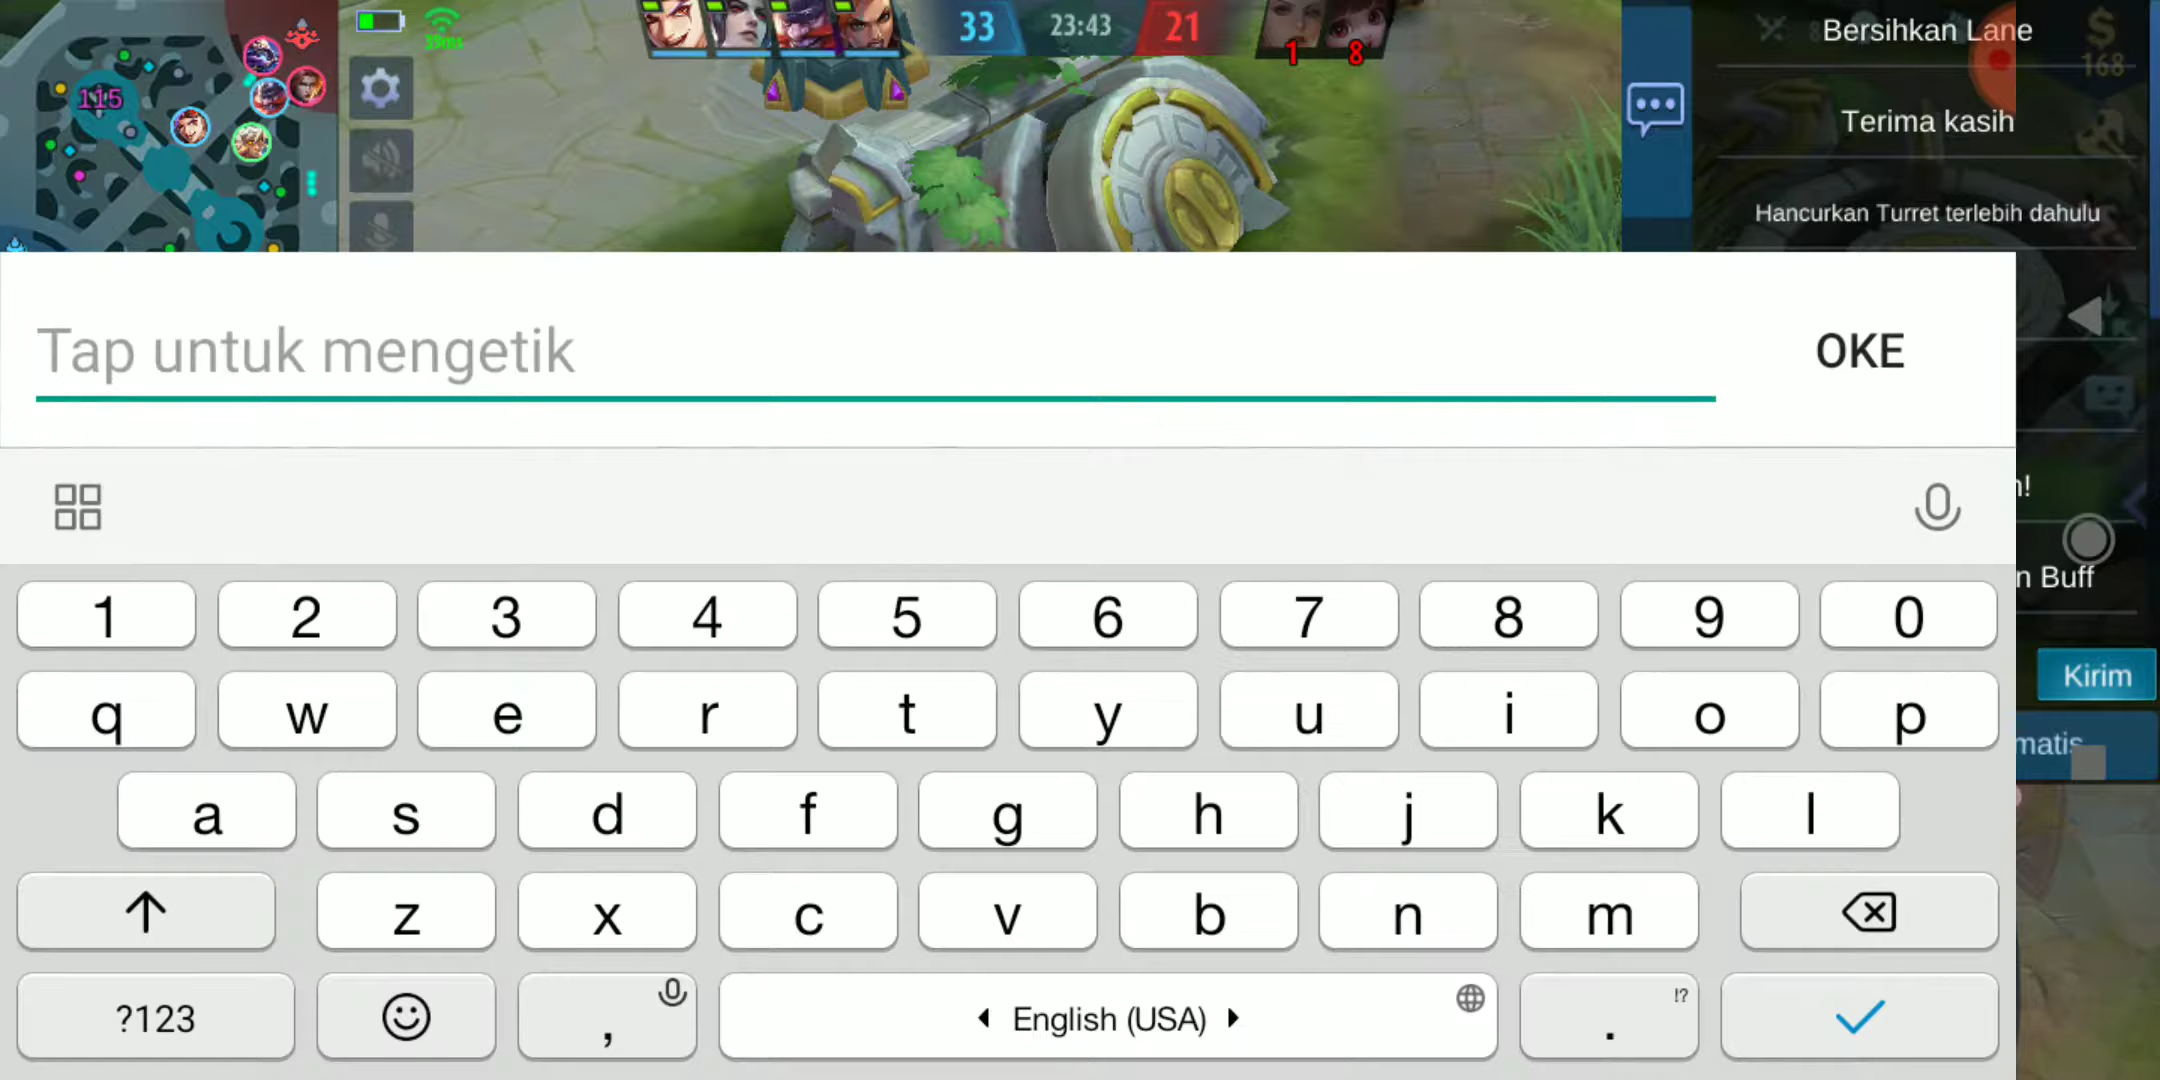 115
39ms
33 23:43 21
1 8
168
Bersihkan Lane
Terima kasih
Hancurkan Turret terlebih dahulu
Tap untuk mengetik
OKE
n!
n Buff
Kirim
matis
1 2 3 4 5 6 7 8 9 0
q w e r t y u i o p
a s d f g h j k l
z x c v b n m
?123 , English (USA) . !?